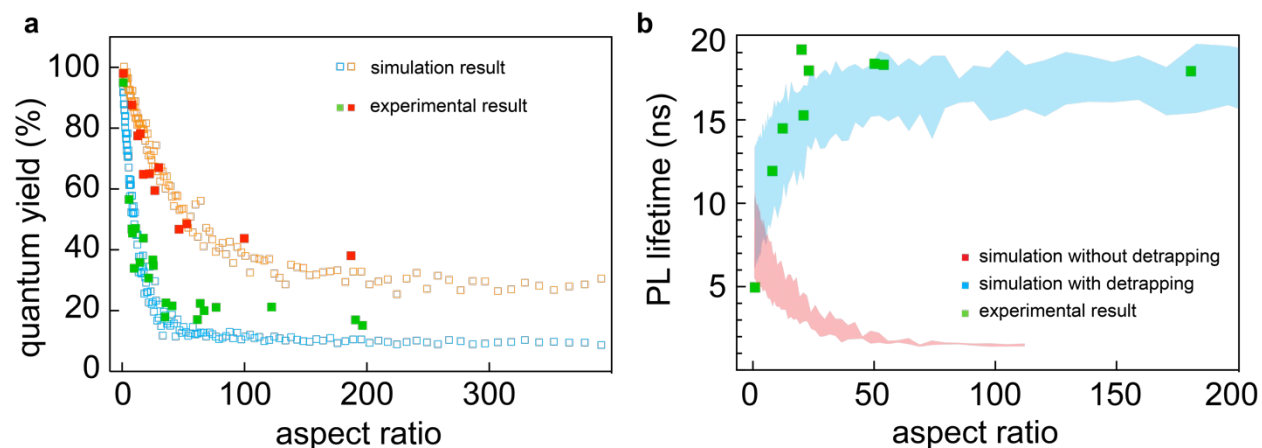 a
quantum yield (%)
100
80
60
40
20
0
0
100
200
300
aspect ratio
simulation result
experimental result
b
PL lifetime (ns)
20
15
10
5
0
50
100
150
200
aspect ratio
simulation without detrapping
simulation with detrapping
experimental result